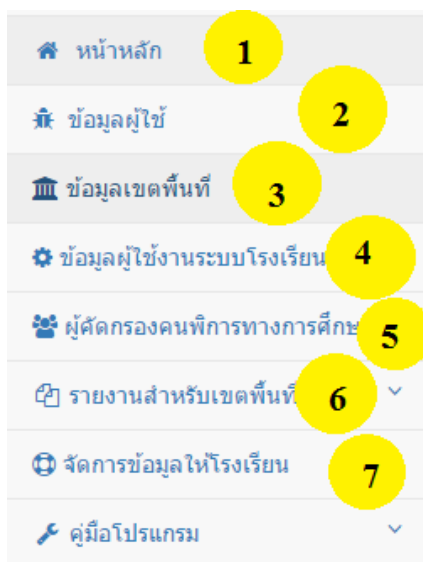 หน้าหลัก 1
ข้อมูลผู้ใช้ 2
ข้อมูลเขตพื้นที่ 3
ข้อมูลผู้ใช้งานระบบโรงเรียน 4
ผู้คัดกรองคนพิการทางการศึกษ 5
รายงานสำหรับเขตพื้นที่ 6
จัดการข้อมูลให้โรงเรียน 7
คู่มือโปรแกรม